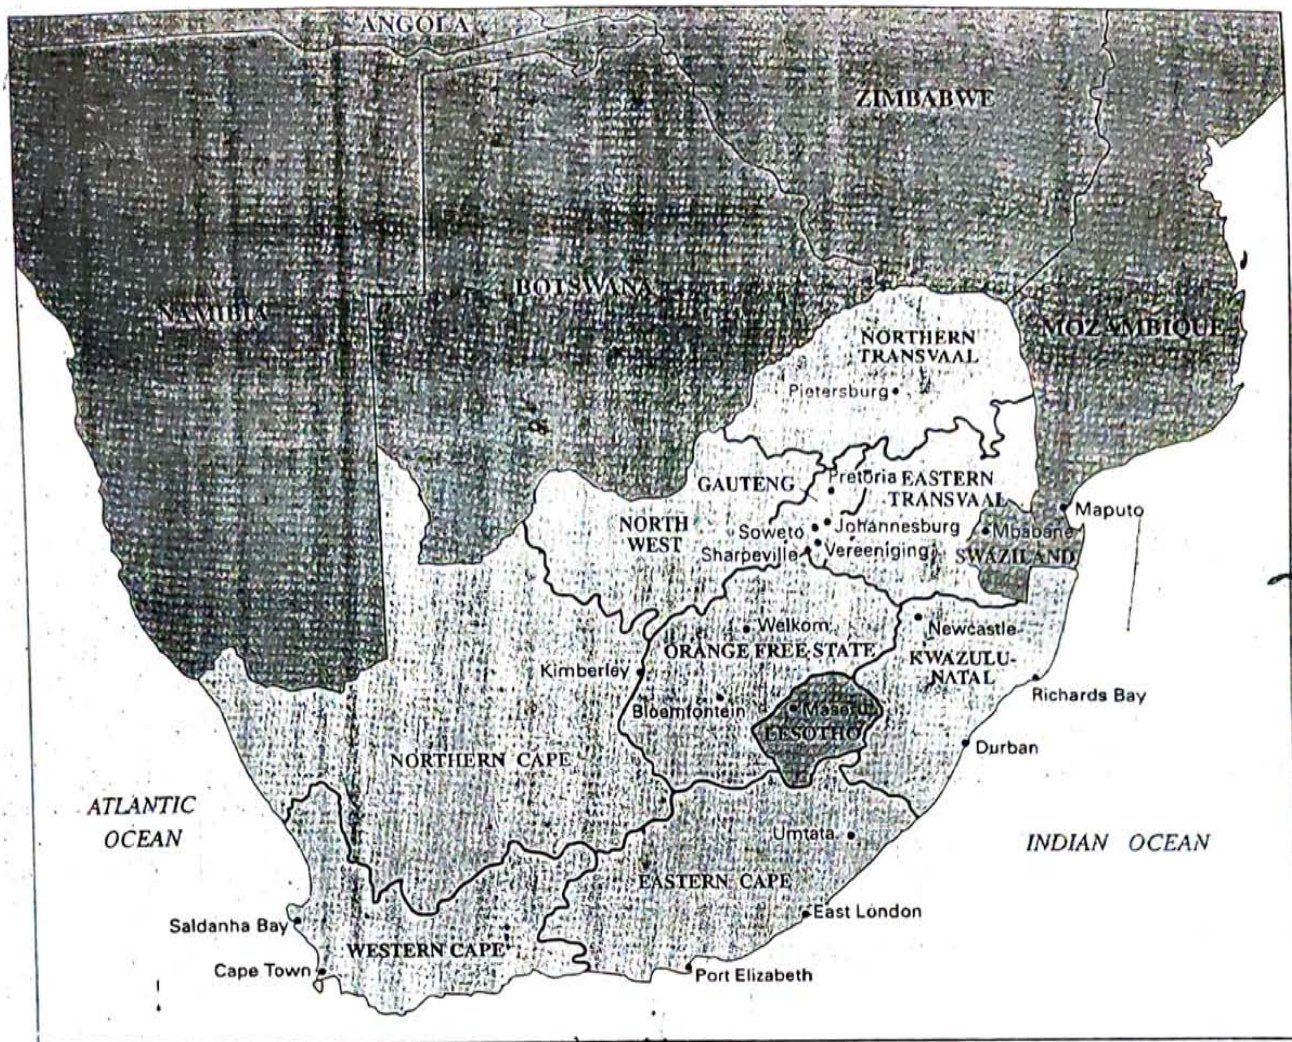 ANGOLA
ZIMBABWE
BOTSWANA
NAMIBIA
MOZAMBIQUE
NORTHERN
TRANSVAAL
Pietersburg
GAUTENG
Pretoria
EASTERN
TRANSVAAL
NORTH
WEST
Soweto
Johannesburg
Sharpeville
Vereeniging
Mbabane
SWAZILAND
Maputo
Welkom
Newcastle
ORANGE FREE STATE
KWAZULU-
NATAL
Kimberley
Bloemfontein
Maseru
LESOTHO
Richards Bay
Durban
NORTHERN CAPE
ATLANTIC
OCEAN
Umtata
INDIAN OCEAN
EASTERN CAPE
Saldanha Bay
East London
WESTERN CAPE
Cape Town
Port Elizabeth